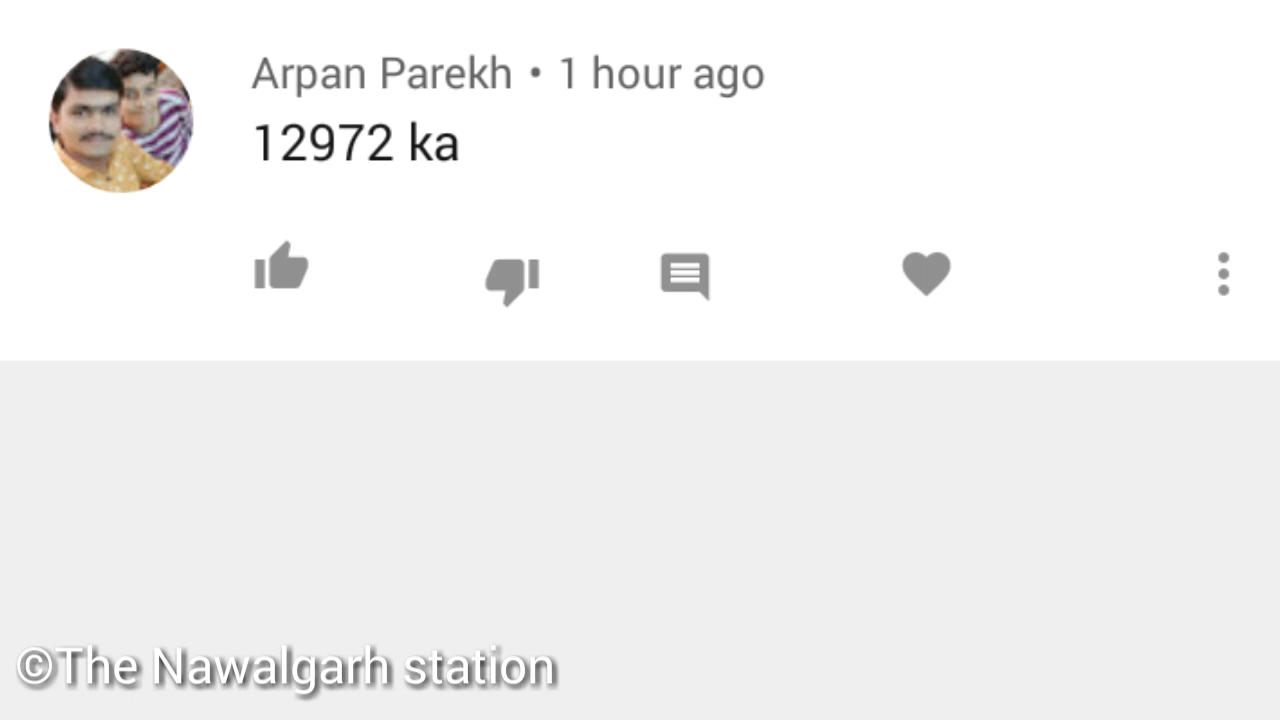 Arpan Parekh • 1 hour ago
12972 ka
©The Nawalgarh station